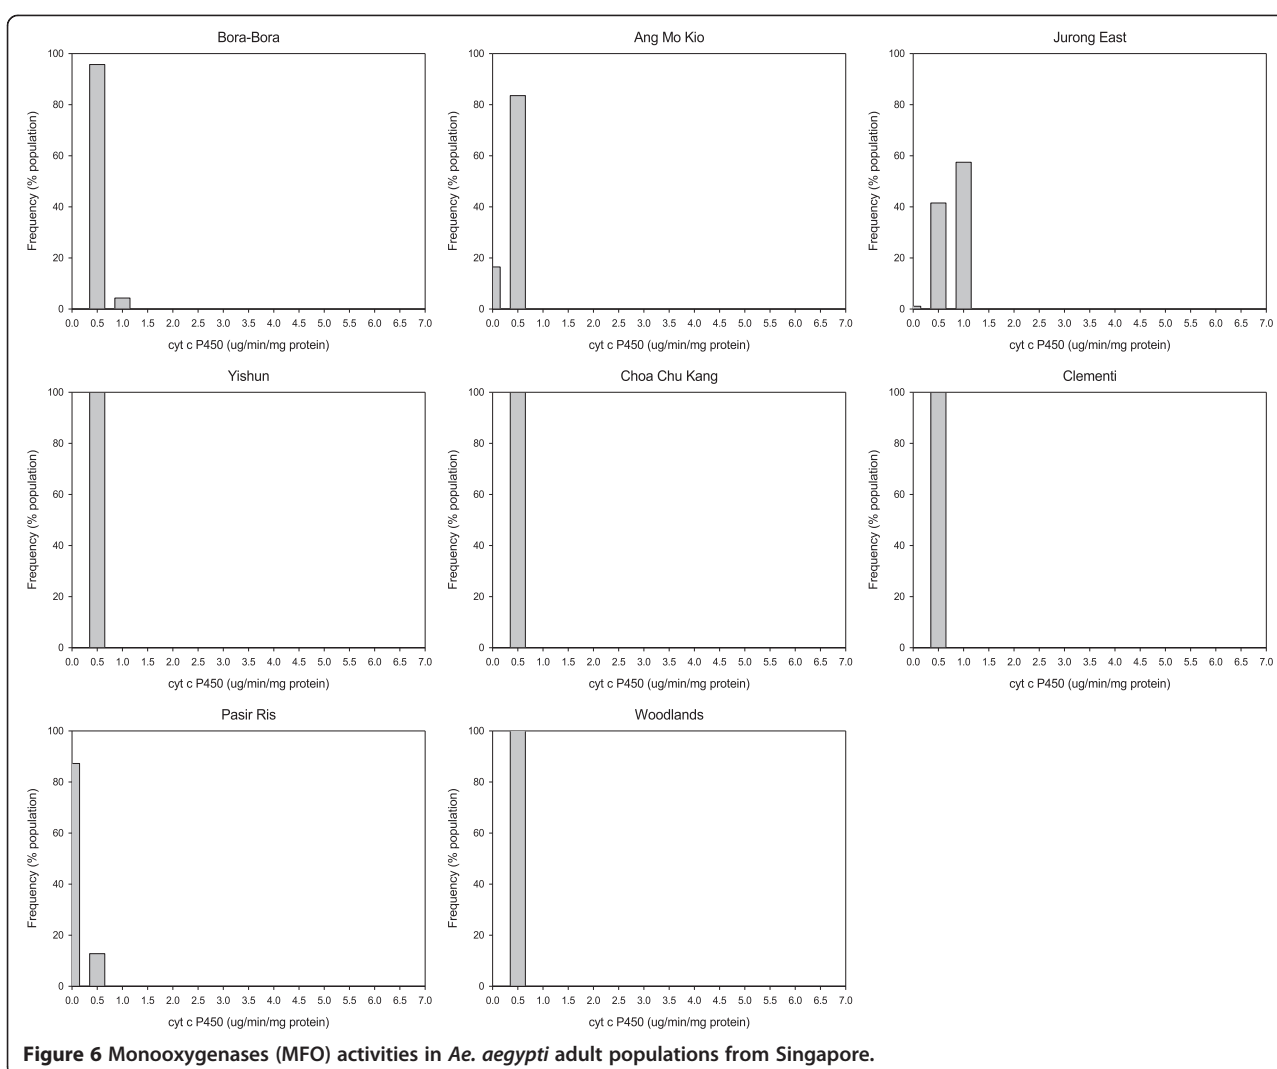 Bora-Bora
Ang Mo Kio
Jurong East
Frequency (% population)
100
80
60
40
20
0
0.0 0.5 1.0 1.5 2.0 2.5 3.0 3.5 4.0 4.5 5.0 5.5 6.0 6.5 7.0
cyt c P450 (ug/min/mg protein)
Frequency (% population)
100
80
60
40
20
0
0.0 0.5 1.0 1.5 2.0 2.5 3.0 3.5 4.0 4.5 5.0 5.5 6.0 6.5 7.0
cyt c P450 (ug/min/mg protein)
Frequency (% population)
100
80
60
40
20
0
0.0 0.5 1.0 1.5 2.0 2.5 3.0 3.5 4.0 4.5 5.0 5.5 6.0 6.5 7.0
cyt c P450 (ug/min/mg protein)
Yishun
Choa Chu Kang
Clementi
Frequency (% population)
100
80
60
40
20
0
0.0 0.5 1.0 1.5 2.0 2.5 3.0 3.5 4.0 4.5 5.0 5.5 6.0 6.5 7.0
cyt c P450 (ug/min/mg protein)
Frequency (% population)
100
80
60
40
20
0
0.0 0.5 1.0 1.5 2.0 2.5 3.0 3.5 4.0 4.5 5.0 5.5 6.0 6.5 7.0
cyt c P450 (ug/min/mg protein)
Frequency (% population)
100
80
60
40
20
0
0.0 0.5 1.0 1.5 2.0 2.5 3.0 3.5 4.0 4.5 5.0 5.5 6.0 6.5 7.0
cyt c P450 (ug/min/mg protein)
Pasir Ris
Woodlands
Frequency (% population)
100
80
60
40
20
0
0.0 0.5 1.0 1.5 2.0 2.5 3.0 3.5 4.0 4.5 5.0 5.5 6.0 6.5 7.0
cyt c P450 (ug/min/mg protein)
Frequency (% population)
100
80
60
40
20
0
0.0 0.5 1.0 1.5 2.0 2.5 3.0 3.5 4.0 4.5 5.0 5.5 6.0 6.5 7.0
cyt c P450 (ug/min/mg protein)
Figure 6 Monooxygenases (MFO) activities in Ae. aegypti adult populations from Singapore.